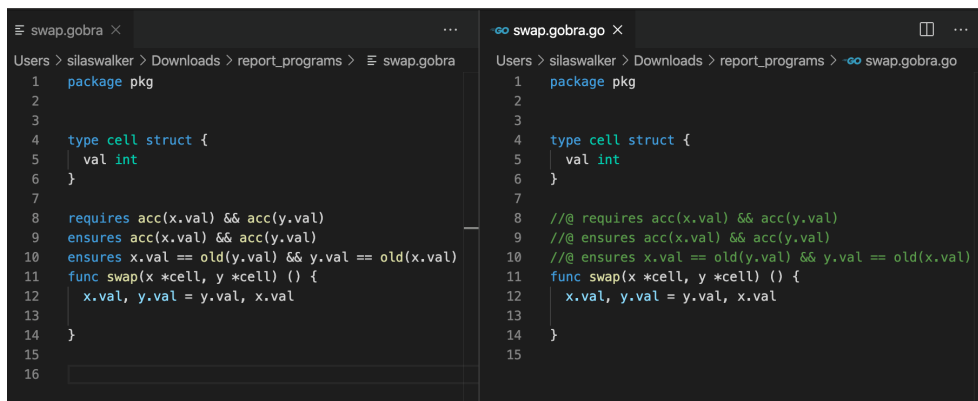 swap.gobra
Users > silaswalker > Downloads > report_programs > swap.gobra
1 package pkg
2
3
4 type cell struct {
5 val int
6 }
7
8 requires acc(x.val) && acc(y.val)
9 ensures acc(x.val) && acc(y.val)
10 ensures x.val == old(y.val) && y.val == old(x.val)
11 func swap(x *cell, y *cell) () {
12 x.val, y.val = y.val, x.val
13
14 }
15
16
GO swap.gobra.go
Users > silaswalker > Downloads > report_programs > GO swap.gobra.go
1 package pkg
2
3
4 type cell struct {
5 val int
6 }
7
8 //@ requires acc(x.val) && acc(y.val)
9 //@ ensures acc(x.val) && acc(y.val)
10 //@ ensures x.val == old(y.val) && y.val == old(x.val)
11 func swap(x *cell, y *cell) () {
12 x.val, y.val = y.val, x.val
13
14 }
15